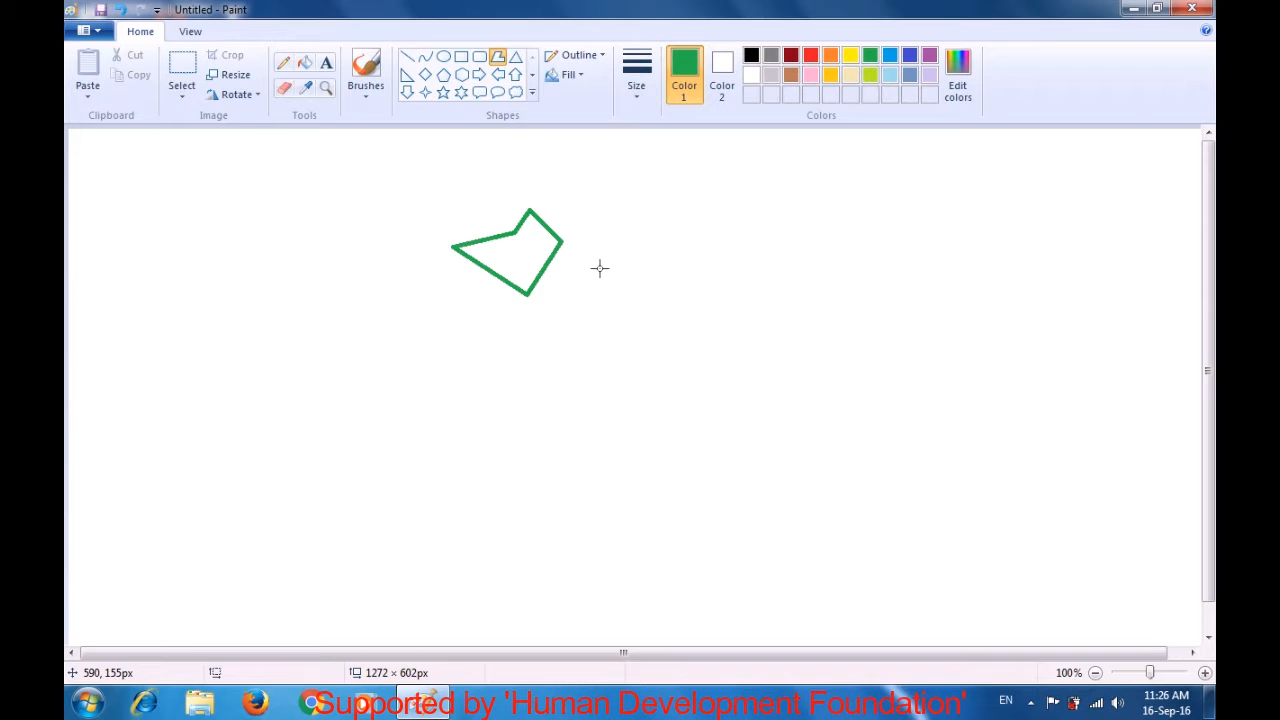 Untitled - Paint
Home View
Paste
Cut
Copy
Clipboard
Select
Crop
Resize
Rotate
Image
A
Tools
Brushes
Shapes
Outline
Fill
Size
Color 1
Color 2
Edit colors
Colors
590, 155px
1272 × 602px
100%
EN
11:26 AM
16-Sep-16
Supported by 'Human Development Foundation'